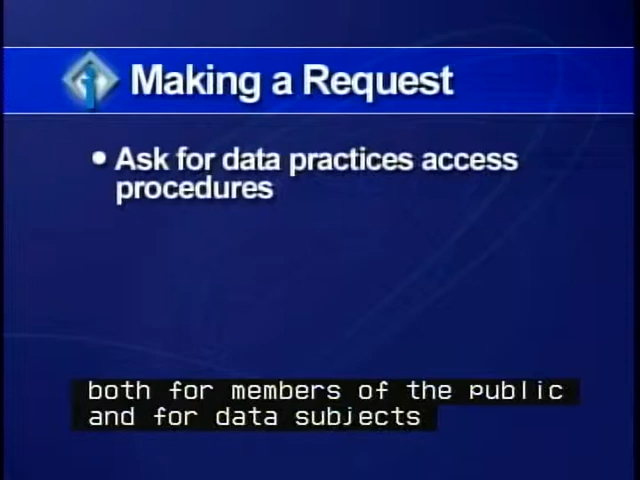 Making a Request
• Ask for data practices access
procedures
both for members of the public
and for data subjects